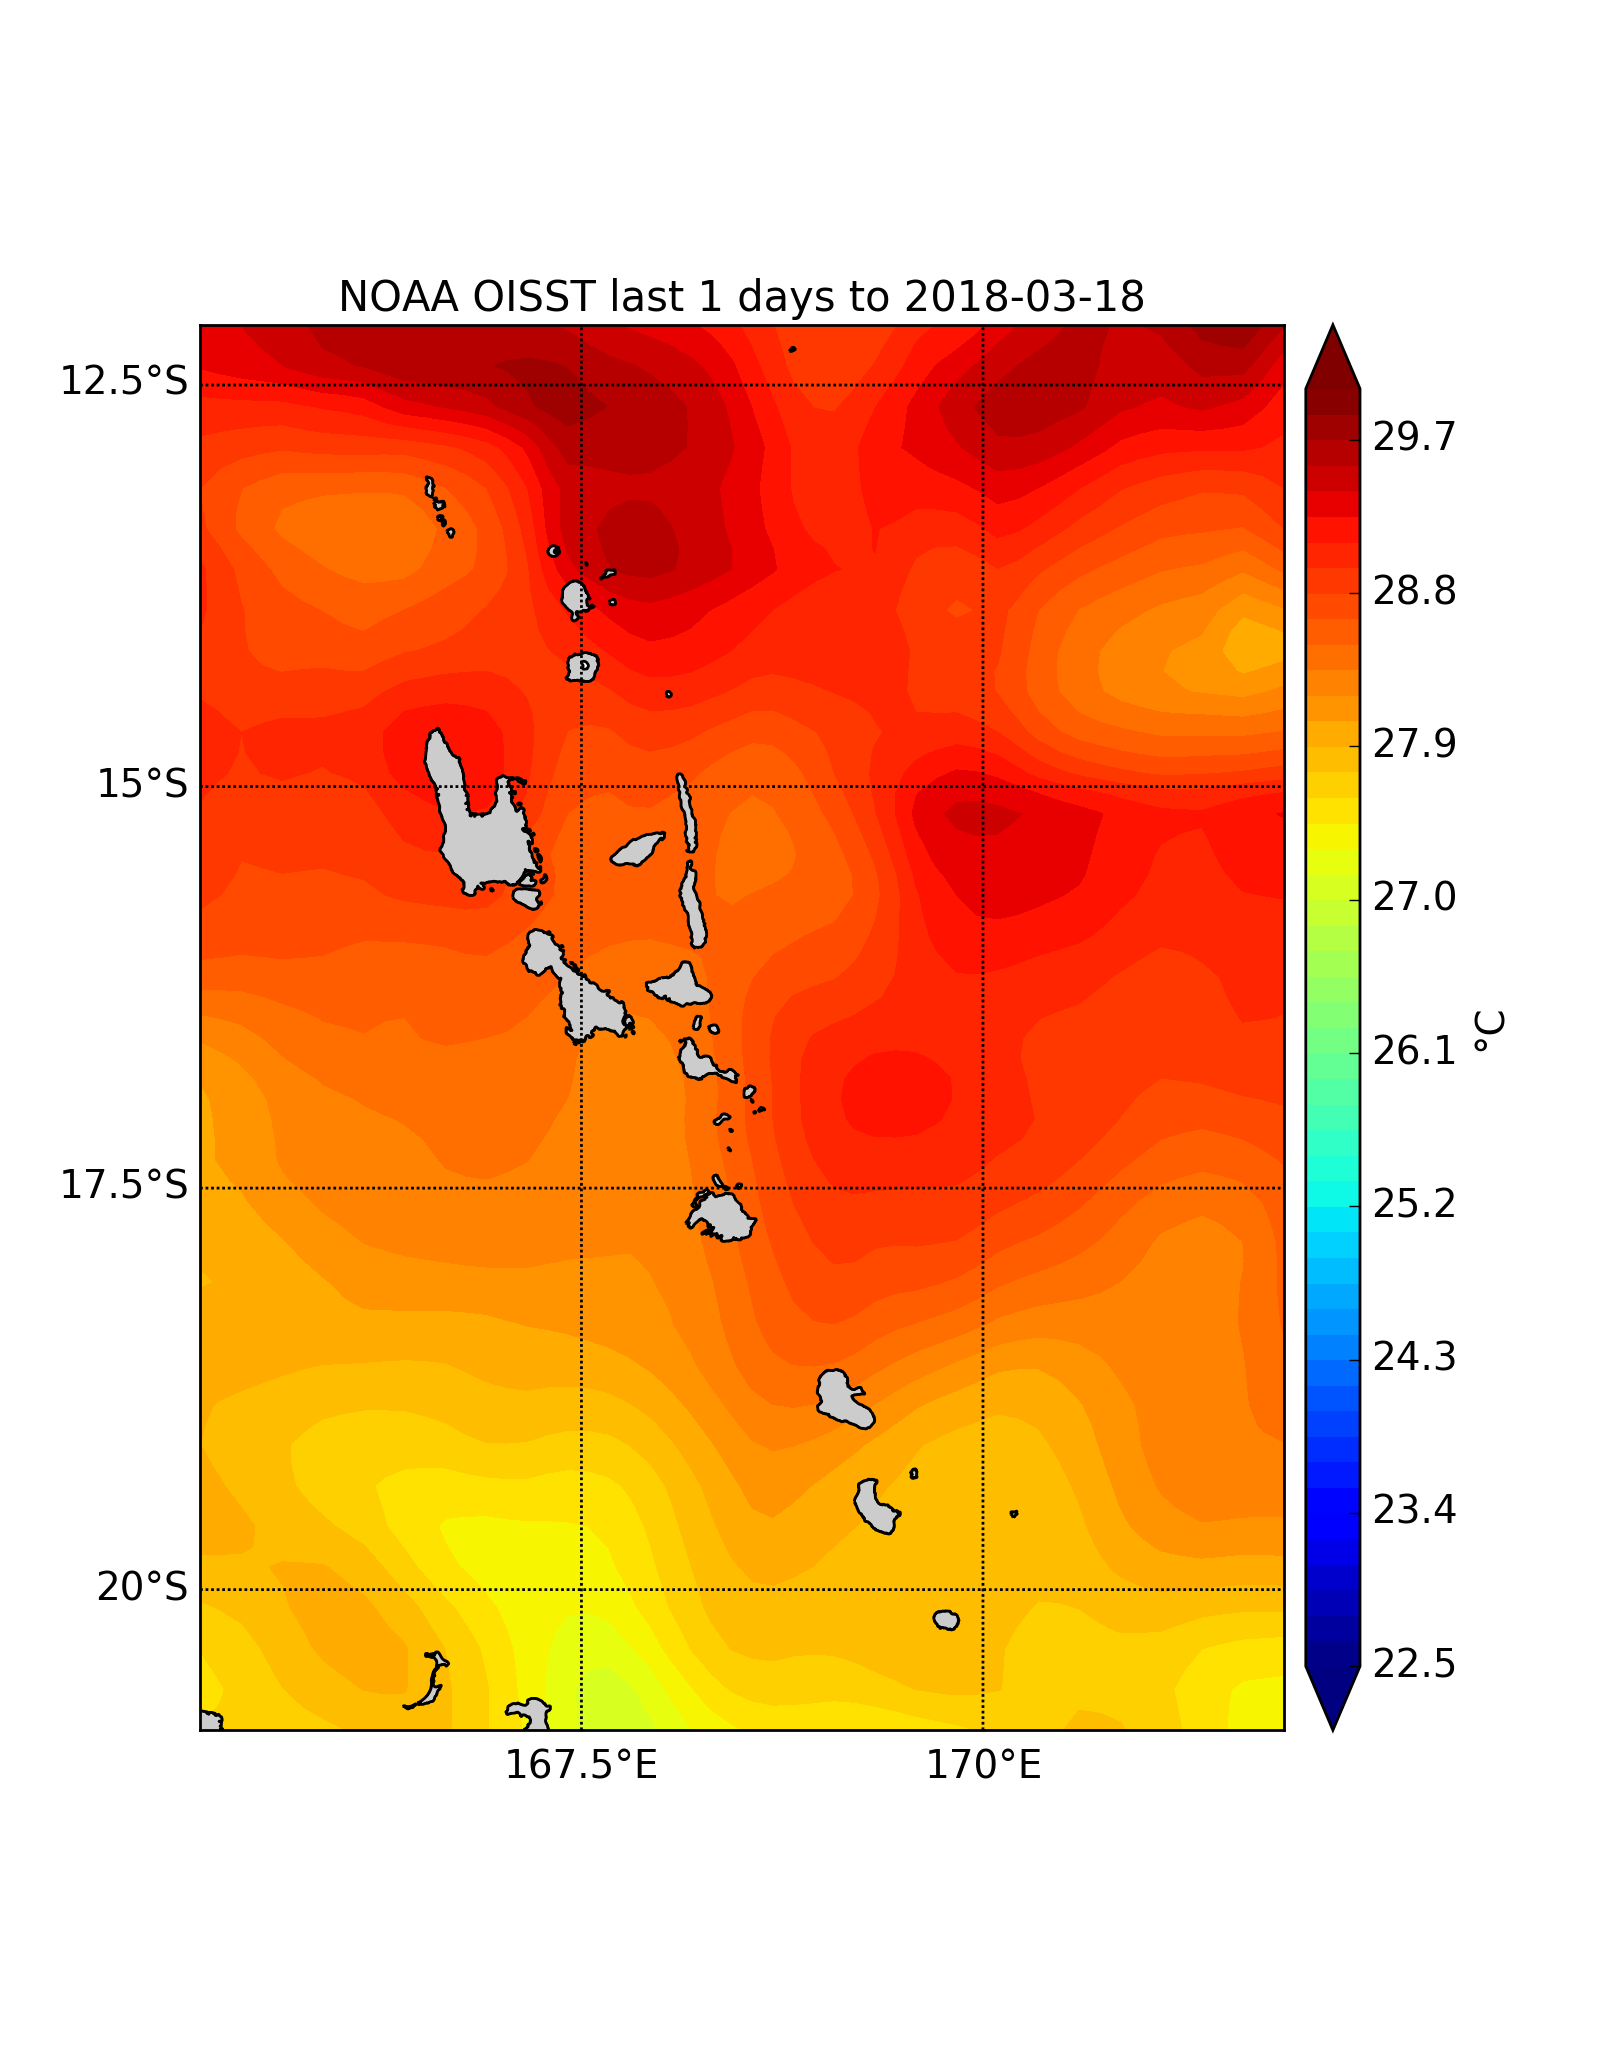 NOAA OISST last 1 days to 2018-03-18
12.5°S
15°S
17.5°S
20°S
167.5°E
170°E
29.7
28.8
27.9
27.0
26.1
25.2
24.3
23.4
22.5
°C